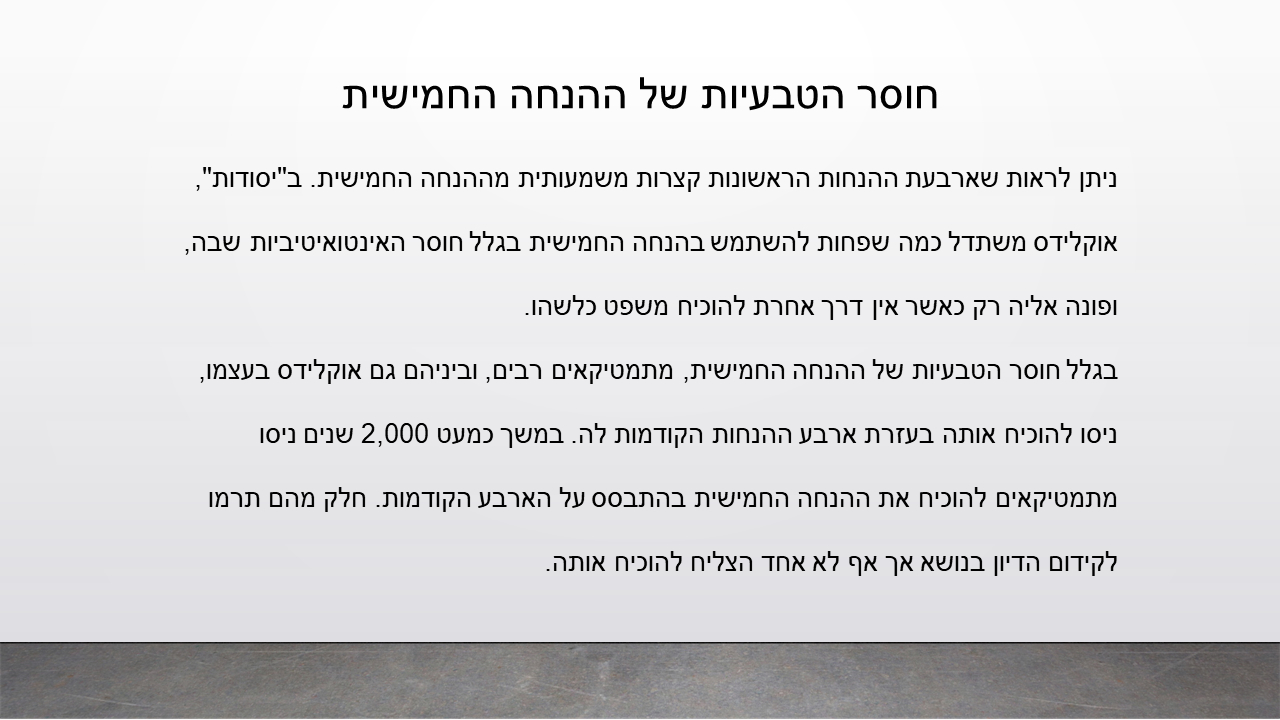 חוסר הטבעיות של ההנחה החמישית
ניתן לראות שארבעת ההנחות הראשונות קצרות משמעותית מההנחה החמישית. ב"יסודות",
אוקלידס משתדל כמה שפחות להשתמש בהנחה החמישית בגלל חוסר האינטואיטיביות שבה,
ופונה אליה רק כאשר אין דרך אחרת להוכיח משפט כלשהו.
בגלל חוסר הטבעיות של ההנחה החמישית, מתמטיקאים רבים, וביניהם גם אוקלידס בעצמו,
ניסו להוכיח אותה בעזרת ארבע ההנחות הקודמות לה. במשך כמעט 2,000 שנים ניסו
מתמטיקאים להוכיח את ההנחה החמישית בהתבסס על הארבע הקודמות. חלק מהם תרמו
לקידום הדיון בנושא אך אף לא אחד הצליח להוכיח אותה.